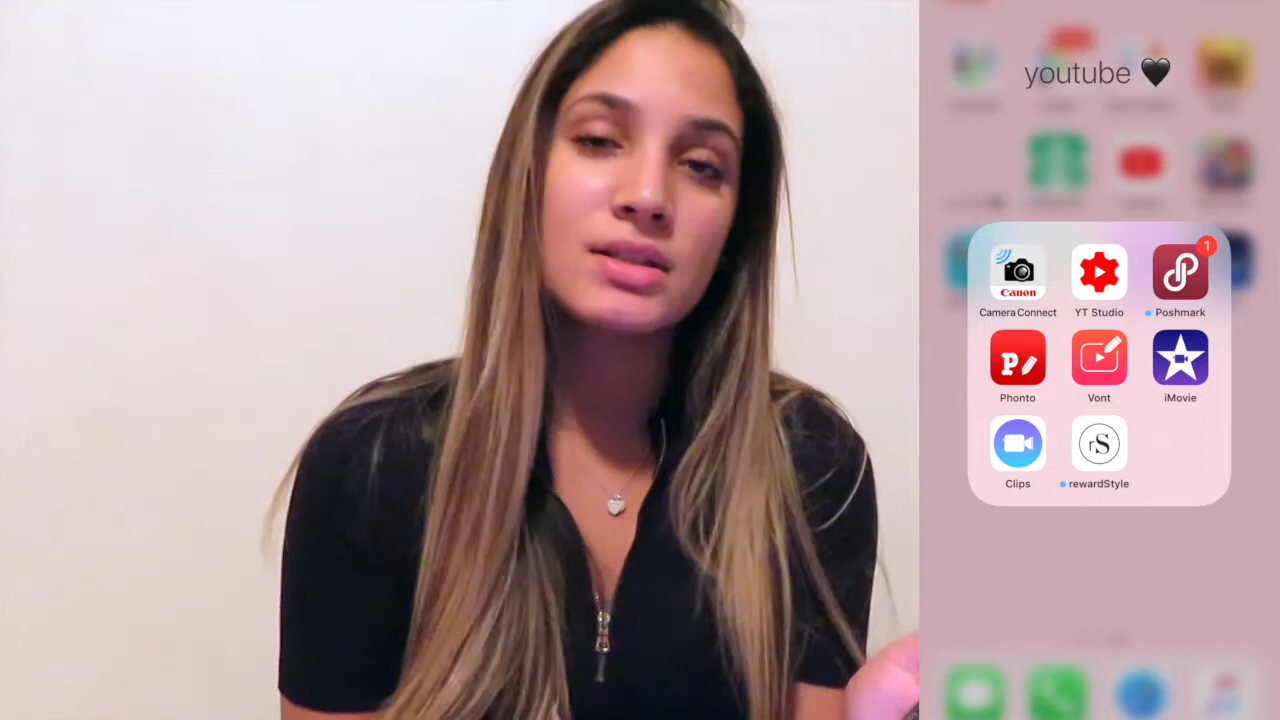 youtube 🖤
1
Canon
Camera Connect
YT Studio
Poshmark
P
Phonto
Vont
iMovie
rS
Clips
rewardStyle